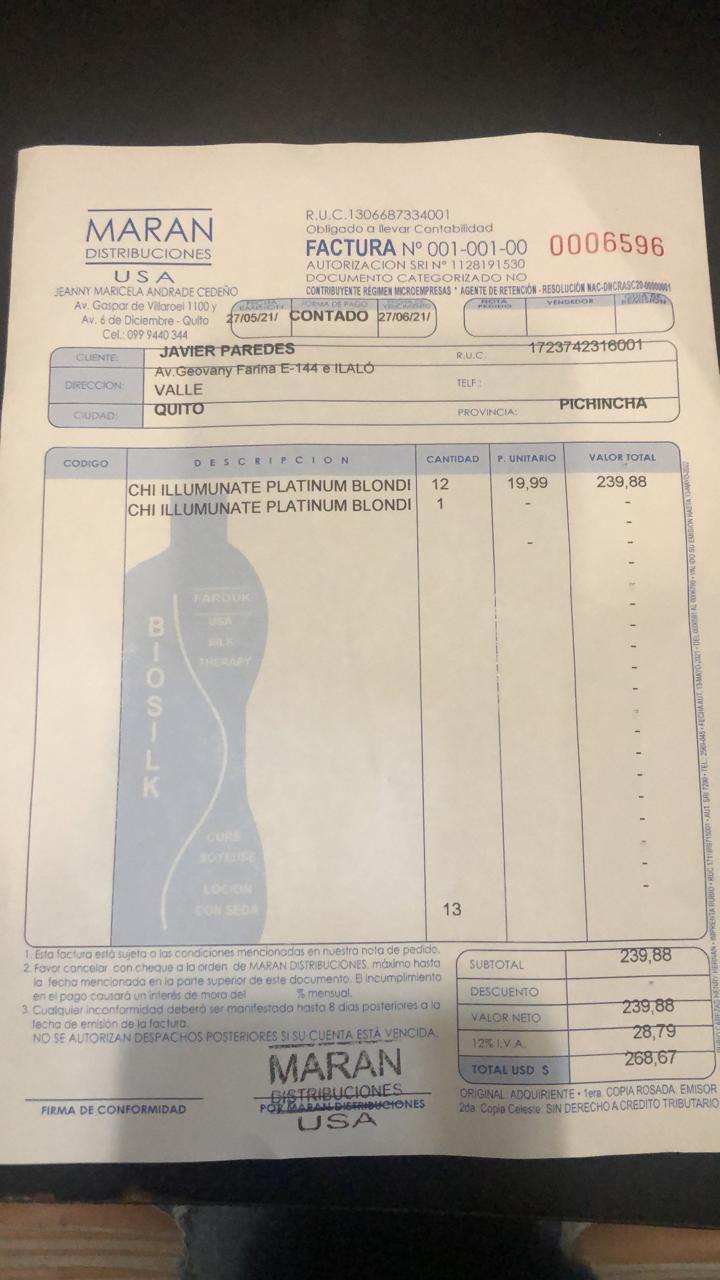 MARAN
DISTRIBUCIONES
USA
JEANNY MARICELA ANDRADE CEDEÑO
Av. Gaspar de Villaroel 1100 y
Av. 6 de Diciembre - Quito
Cel.: 099 9440 344
R.U.C.1306687334001
Obligado a llevar Contabilidad
FACTURA Nº 001-001-00 0006596
AUTORIZACION SRI Nº 1128191530
DOCUMENTO CATEGORIZADO NO
CONTRIBUYENTE RÉGIMEN MICROEMPRESAS * AGENTE DE RETENCIÓN - RESOLUCIÓN
FORMA DE PAGO NOTA PEDIDO VENDEDOR GUIA DE REMISION
27/05/21/ CONTADO 27/06/21/
CLIENTE: JAVIER PAREDES R.U.C. 1723742316001
DIRECCION: Av.Geovany Farina E-144 e ILALÓ
VALLE TELF.:
CIUDAD: QUITO PROVINCIA: PICHINCHA
CODIGO DESCRIPCION CANTIDAD P. UNITARIO VALOR TOTAL
CHI ILLUMUNATE PLATINUM BLONDI 12 19,99 239,88
CHI ILLUMUNATE PLATINUM BLONDI 1 - -
FAROUK
USA
SILK
THERAPY
BIOSILK
CURE
SOYEUSE
LOCION
CON SEDA
13
1. Esta factura está sujeta a las condiciones mencionadas en nuestra nota de pedido.
2. Favor cancelar con cheque a la orden de MARAN DISTRIBUCIONES, máximo hasta
la fecha mencionada en la parte superior de este documento. El incumplimiento
en el pago causará un interés de mora del % mensual.
3. Cualquier inconformidad deberá ser manifestada hasta 8 días posteriores a la
fecha de emisión de la factura.
NO SE AUTORIZAN DESPACHOS POSTERIORES SI SU CUENTA ESTÁ VENCIDA.
SUBTOTAL 239,88
DESCUENTO -
VALOR NETO 239,88
12% I.V.A. 28,79
TOTAL USD $ 268,67
MARAN
DISTRIBUCIONES
USA
FIRMA DE CONFORMIDAD
POR MARAN DISTRIBUCIONES
ORIGINAL: ADQUIRIENTE • 1era. COPIA ROSADA: EMISOR
2da. Copia Celeste: SIN DERECHO A CREDITO TRIBUTARIO